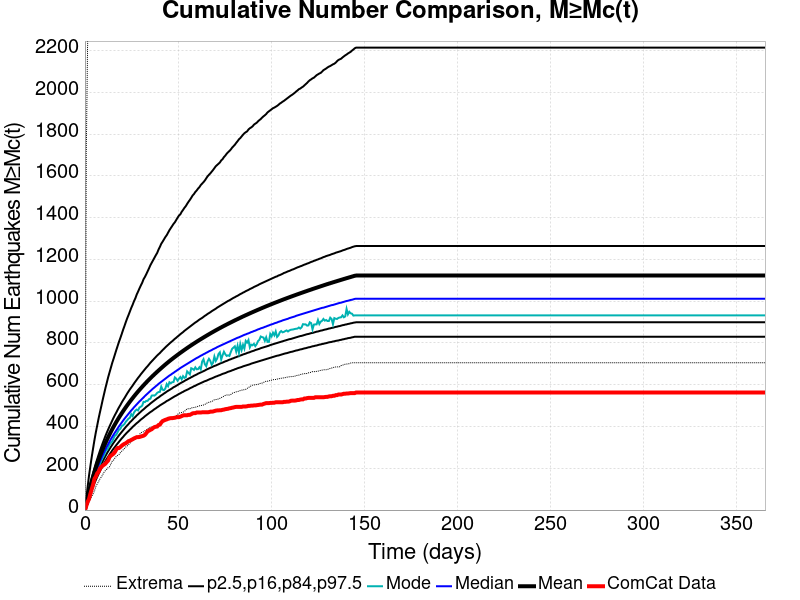 Cumulative Number Comparison, M≥Mc(t)
Cumulative Num Earthquakes M≥Mc(t)
2200
2000
1800
1600
1400
1200
1000
800
600
400
200
0
0 50 100 150 200 250 300 350
Time (days)
Extrema p2.5,p16,p84,p97.5 Mode Median Mean ComCat Data